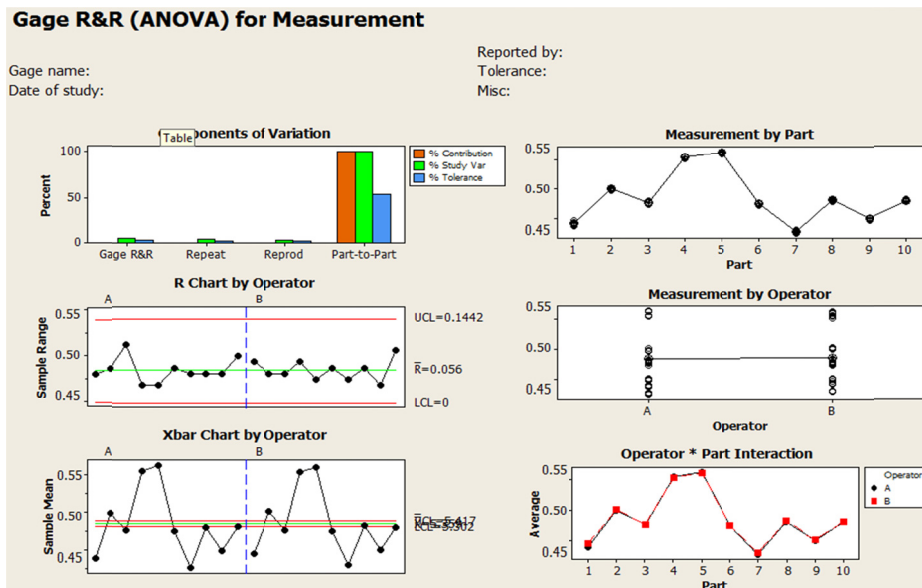 Gage R&R (ANOVA) for Measurement
Gage name:
Date of study:
Reported by:
Tolerance:
Misc:
Components of Variation
Table
Percent
100
50
0
Gage R&R Repeat Reprod Part-to-Part
% Contribution
% Study Var
% Tolerance
R Chart by Operator
A B
Sample Range
0.55
0.50
0.45
UCL=0.1442
R=0.056
LCL=0
Xbar Chart by Operator
A B
Sample Mean
0.55
0.50
0.45
UCL=5.417
Measurement by Part
0.55
0.50
0.45
1 2 3 4 5 6 7 8 9 10
Part
Measurement by Operator
0.55
0.50
0.45
A B
Operator
Operator * Part Interaction
Average
0.55
0.50
0.45
1 2 3 4 5 6 7 8 9 10
Part
Operator
A
B